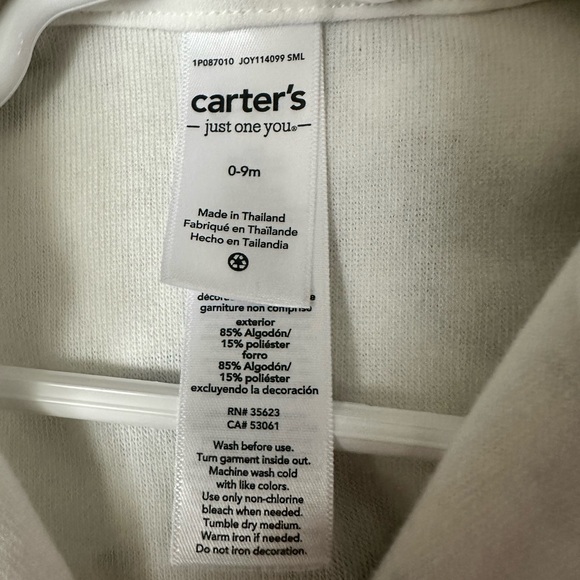 1P087010 JOY114099 SML
carter's
just one you®
0-9m
Made in Thailand
Fabriqué en Thaïlande
Hecho en Tailandia
garniture non comprise
exterior
85% Algodón/
15% poliéster
forro
85% Algodón/
15% poliéster
excluyendo la decoración
RN# 35623
CA# 53061
Wash before use.
Turn garment inside out.
Machine wash cold
with like colors.
Use only non-chlorine
bleach when needed.
Tumble dry medium.
Warm iron if needed.
Do not iron decoration.